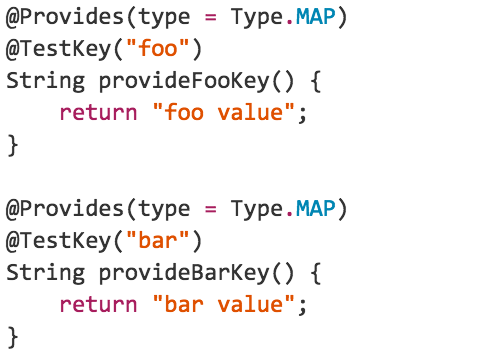 @Provides(type = Type.MAP)
@TestKey("foo")
String provideFooKey() {
    return "foo value";
}

@Provides(type = Type.MAP)
@TestKey("bar")
String provideBarKey() {
    return "bar value";
}